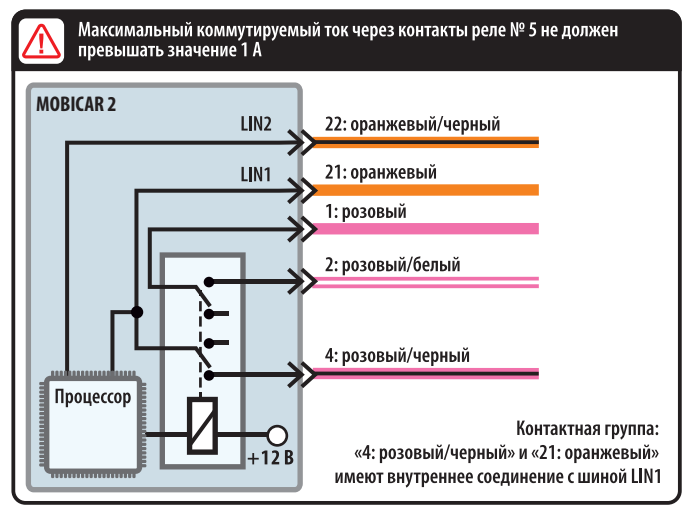 Максимальный коммутируемый ток через контакты реле № 5 не должен
превышать значение 1 А
MOBICAR 2
LIN2
22: оранжевый/черный
LIN1
21: оранжевый
1: розовый
2: розовый/белый
4: розовый/черный
Процессор
+12 В
Контактная группа:
«4: розовый/черный» и «21: оранжевый»
имеют внутреннее соединение с шиной LIN1